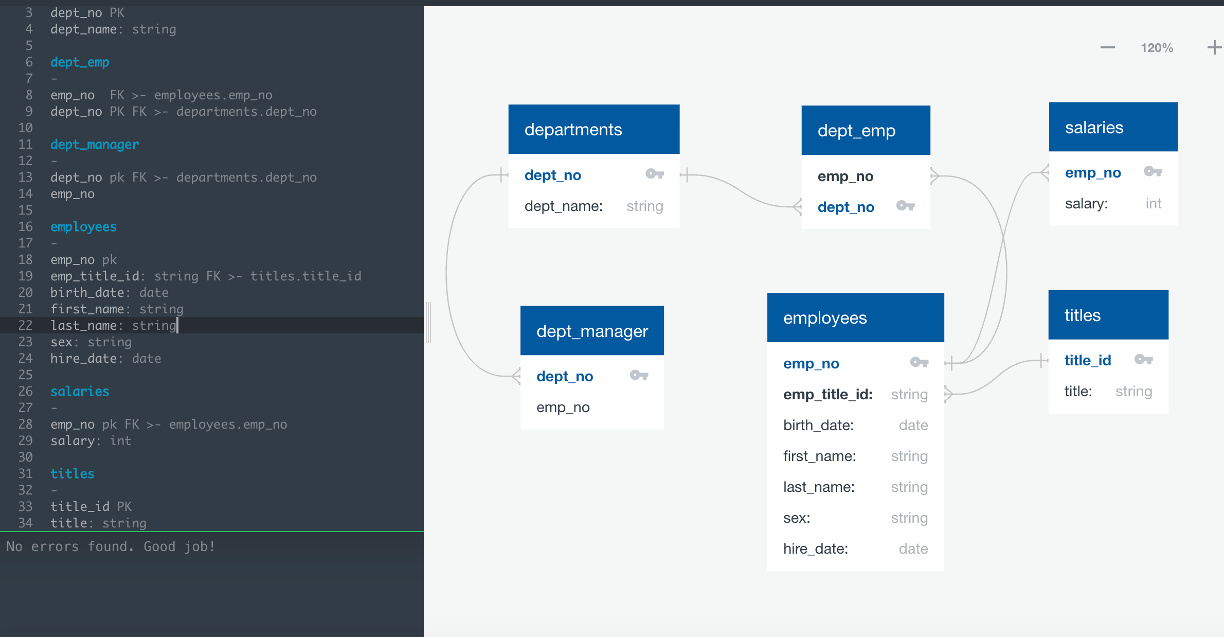 3 dept_no PK
4 dept_name: string
5
6 dept_emp
7 -
8 emp_no  FK >- employees.emp_no
9 dept_no PK FK >- departments.dept_no
10
11 dept_manager
12 -
13 dept_no pk FK >- departments.dept_no
14 emp_no
15
16 employees
17 -
18 emp_no pk
19 emp_title_id: string FK >- titles.title_id
20 birth_date: date
21 first_name: string
22 last_name: string
23 sex: string
24 hire_date: date
25
26 salaries
27 -
28 emp_no pk FK >- employees.emp_no
29 salary: int
30
31 titles
32 -
33 title_id PK
34 title: string
No errors found. Good job!
120%
departments
dept_no
dept_name: string
dept_emp
emp_no
dept_no
salaries
emp_no
salary: int
dept_manager
dept_no
emp_no
employees
emp_no
emp_title_id: string
birth_date: date
first_name: string
last_name: string
sex: string
hire_date: date
titles
title_id
title: string